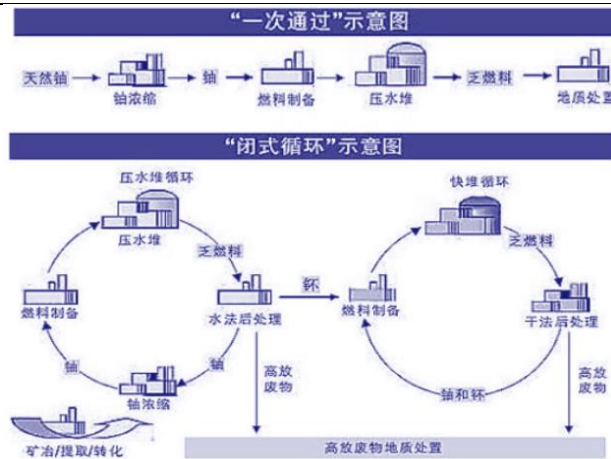 “一次通过”示意图
天然铀
铀浓缩
铀
燃料制备
压水堆
乏燃料
地质处置
“闭式循环”示意图
压水堆循环
压水堆
乏燃料
燃料制备
水法后处理
铀
铀
铀浓缩
高放
废物
矿冶/提取/转化
钚
快堆循环
乏燃料
燃料制备
干法后处理
铀和钚
高放
废物
高放废物地质处置